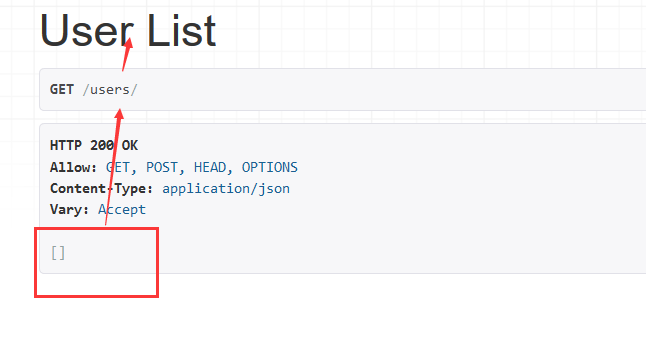 User List
GET /users/
HTTP 200 OK
Allow: GET, POST, HEAD, OPTIONS
Content-Type: application/json
Vary: Accept
[]